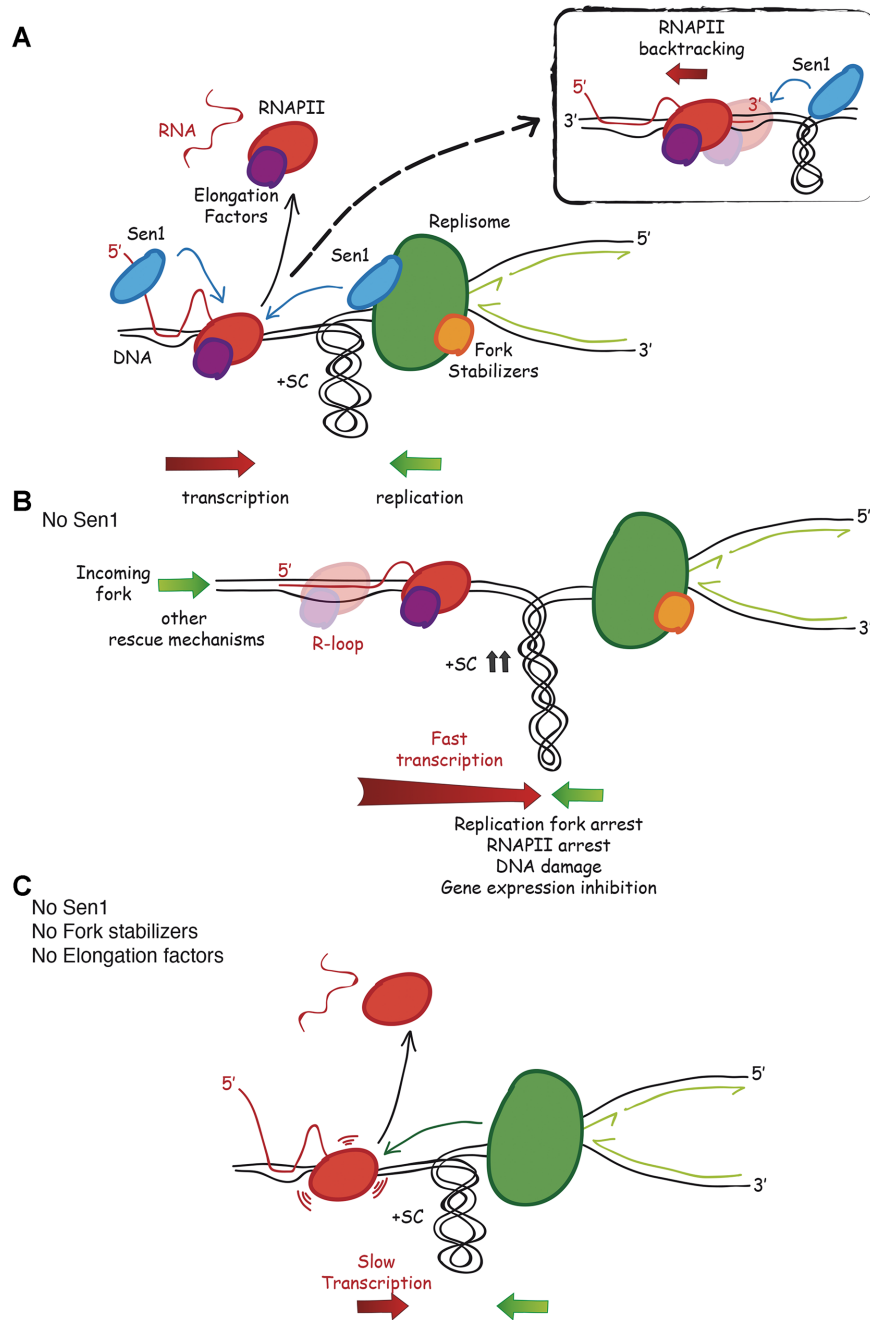 A
RNAPII
backtracking
Sen1
5'
3'
3'
RNA
RNAPII
Elongation
Factors
Sen1
5'
Sen1
Replisome
5'
DNA
+SC
Fork
Stabilizers
3'
transcription
replication
B
No Sen1
5'
Incoming
fork
5'
other
rescue mechanisms
R-loop
3'
+SC
Fast
transcription
Replication fork arrest
RNAPII arrest
DNA damage
Gene expression inhibition
C
No Sen1
No Fork stabilizers
No Elongation factors
5'
5'
3'
+SC
Slow
Transcription